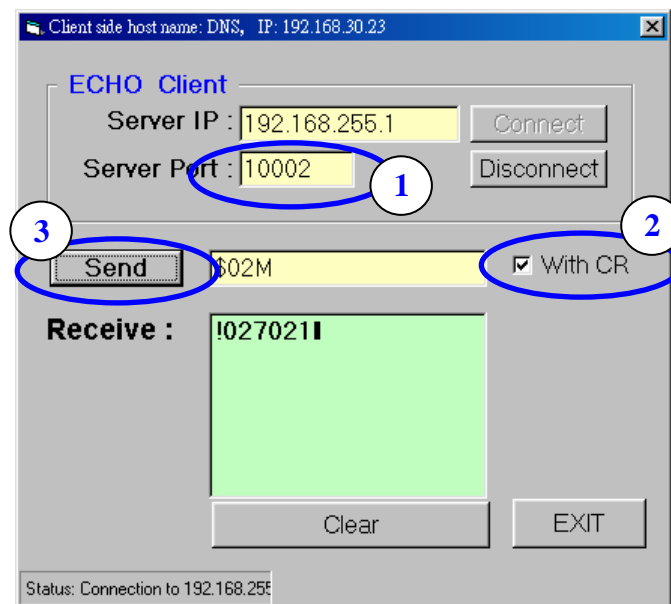 Client side host name: DNS, IP: 192.168.30.23
ECHO Client
Server IP : 192.168.255.1 Connect
Server Port : 10002 Disconnect
1
3
2
Send $02M With CR
Receive : !027021
Clear EXIT
Status: Connection to 192.168.255